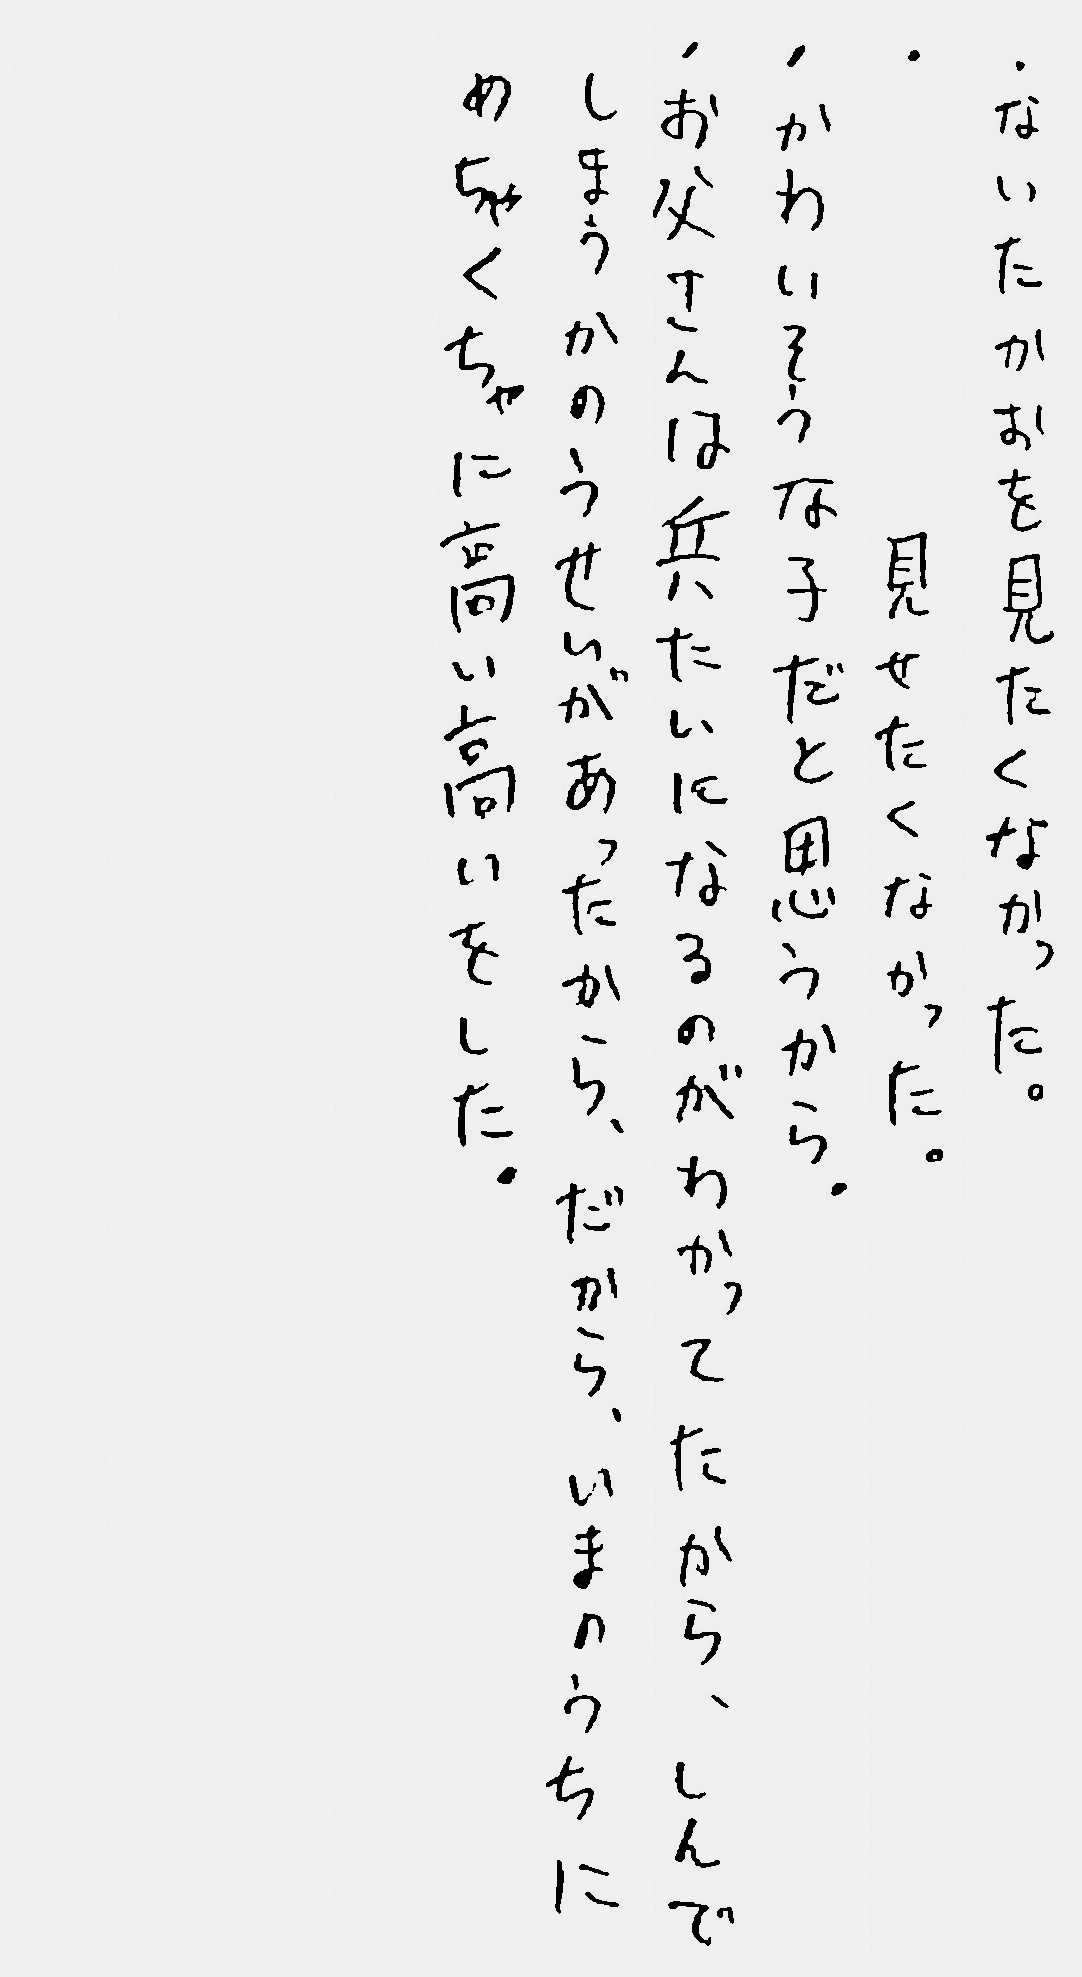 ・ないたかおを見たくなかった。
・見せたくなかった。
・かわいそうな子だと思うから.
・お父さんは兵たいになるのがわかってたから、しんで
しまうかのうせいがあったから、だから、いまのうちに
めちゃくちゃに高い高いをした.